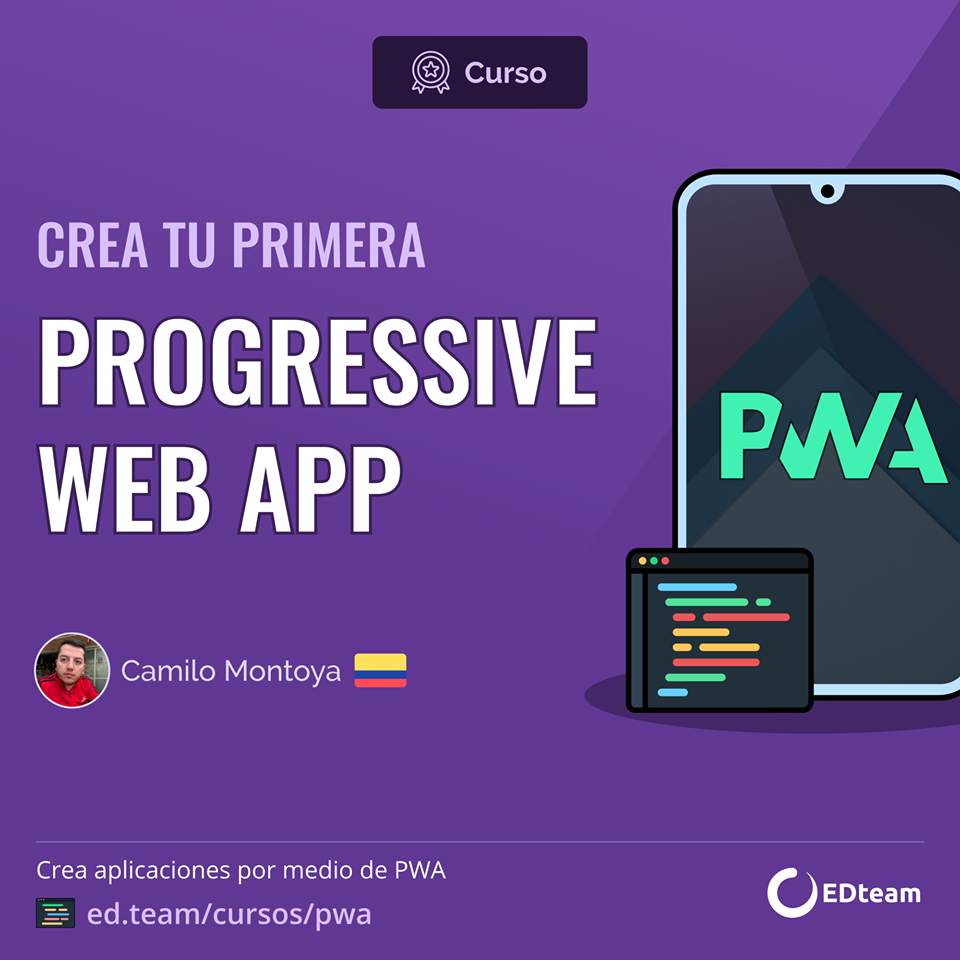 Curso
CREA TU PRIMERA
PROGRESSIVE
WEB APP
PWA
Camilo Montoya
Crea aplicaciones por medio de PWA
ed.team/cursos/pwa
EDteam